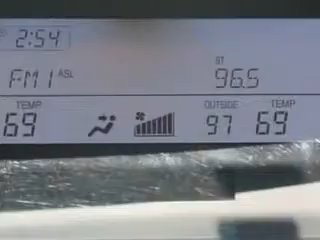 2:54
ST
FM1 ASL 96.5
TEMP OUTSIDE TEMP
69 97 69